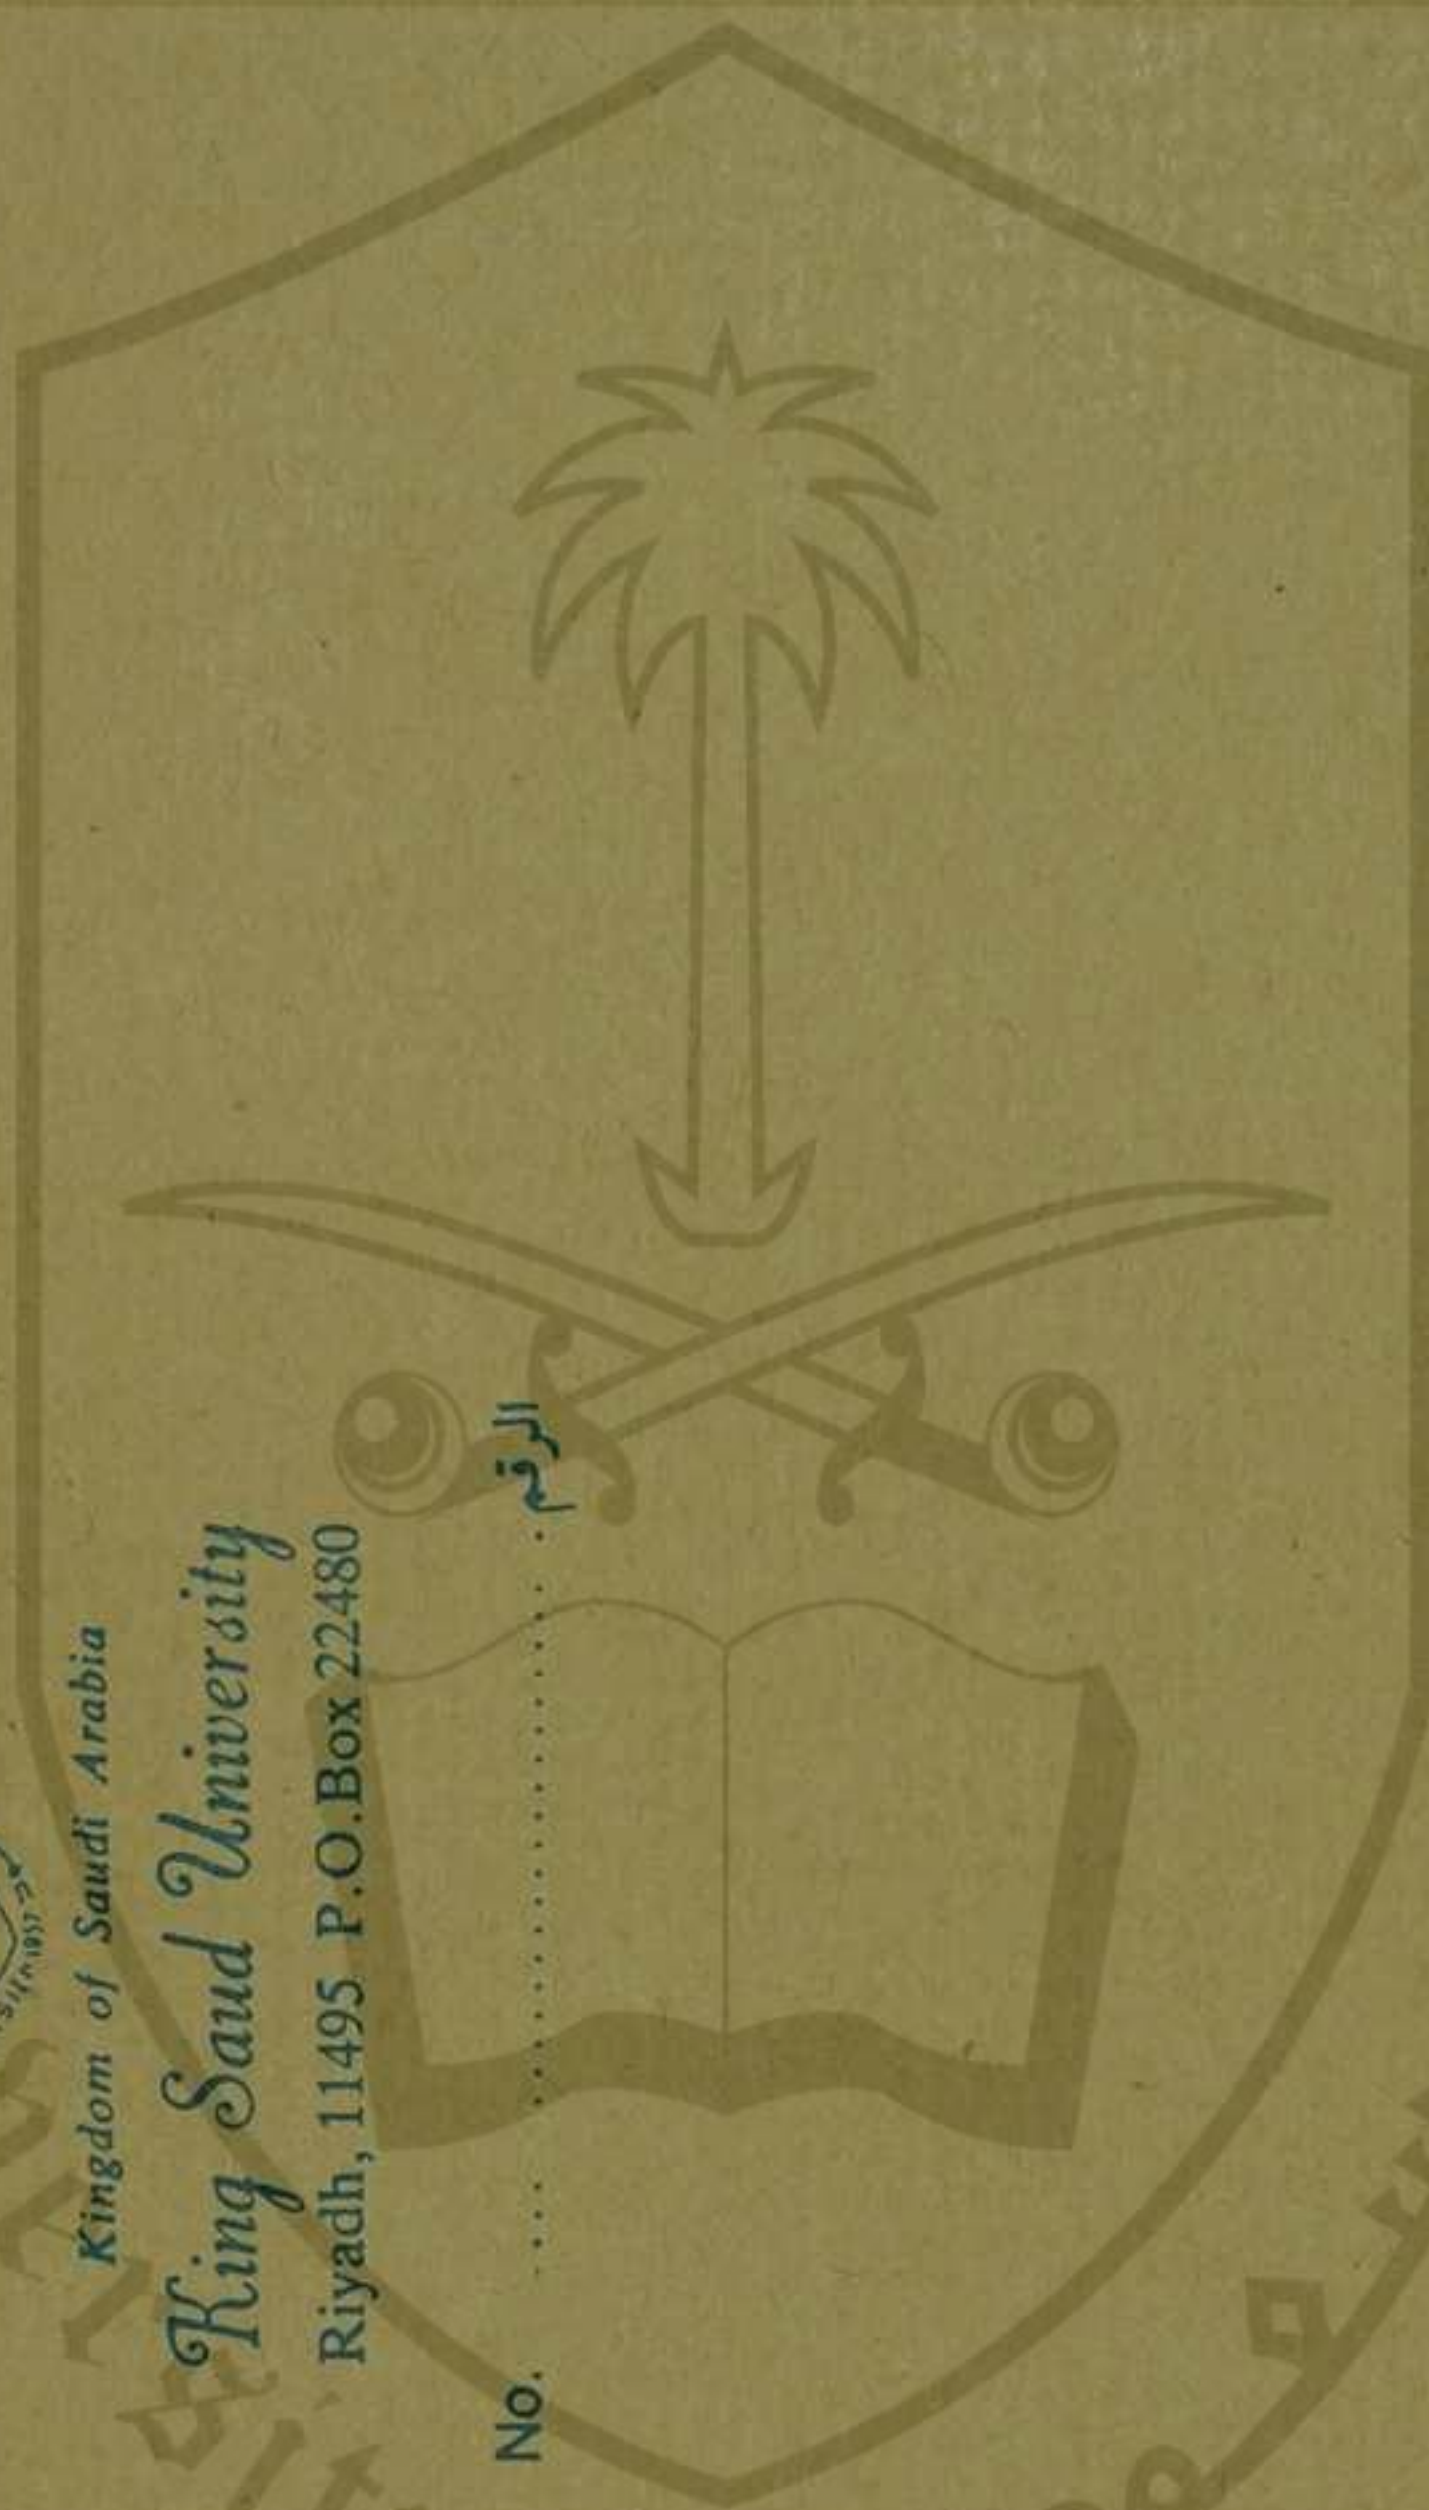 Kingdom of Saudi Arabia
King Saud University
Riyadh, 11495 P.O.Box 22480
No. .................................... الرقم